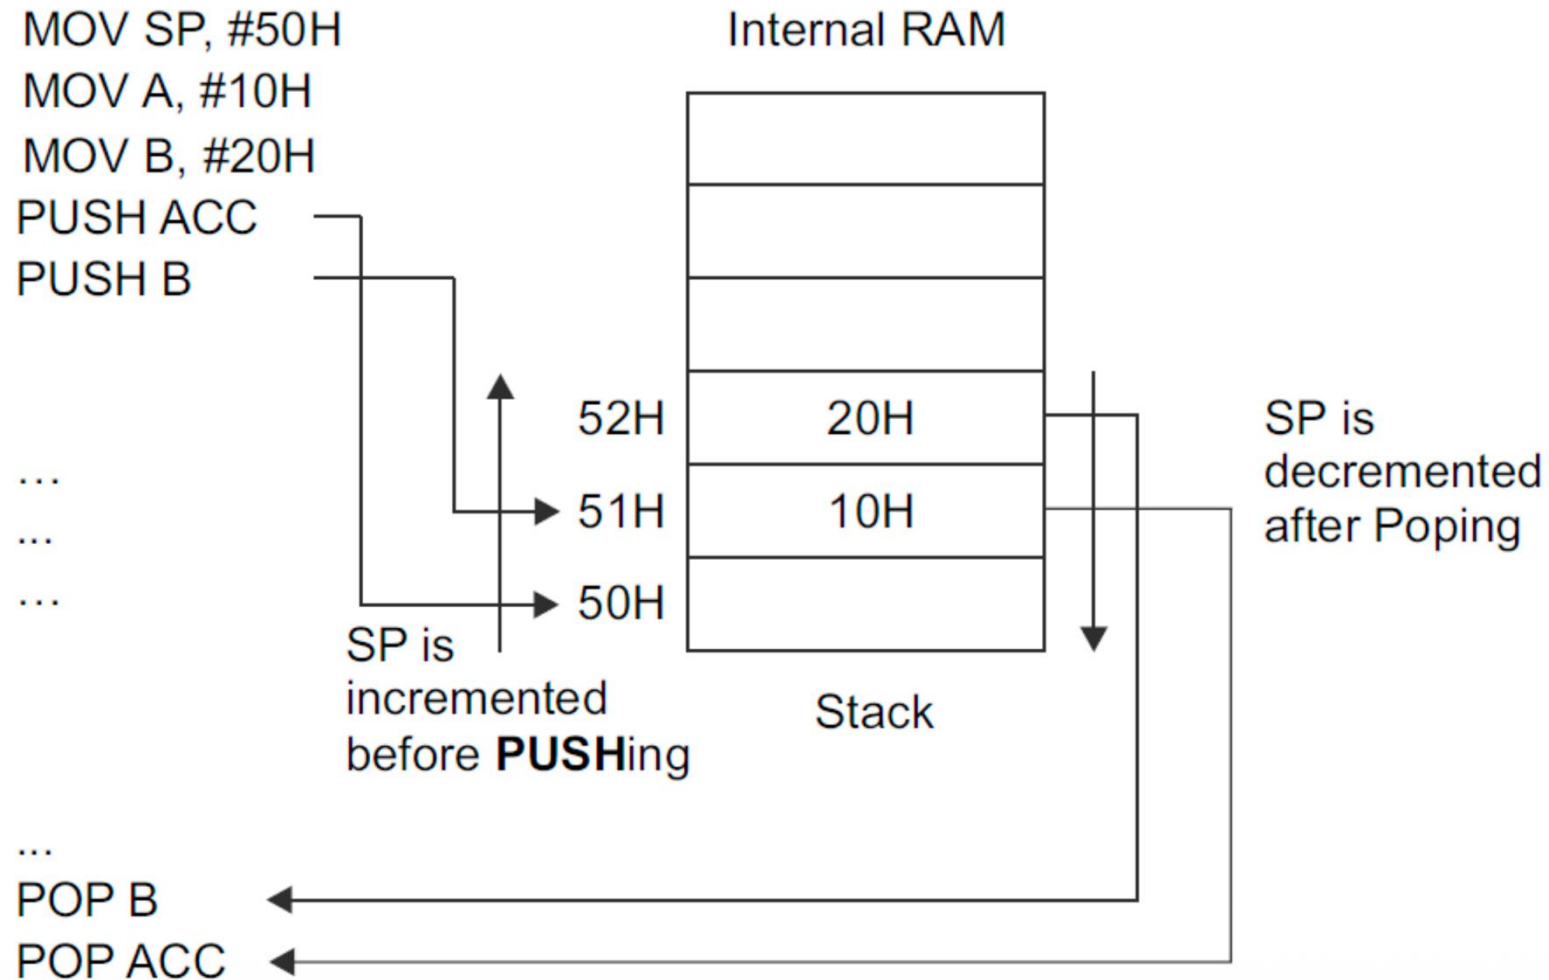 MOV SP, #50H
MOV A, #10H
MOV B, #20H
PUSH ACC
PUSH B
...
...
...
...
POP B
POP ACC
SP is
incremented
before PUSHing
Internal RAM
52H 20H
51H 10H
50H
Stack
SP is
decremented
after Poping